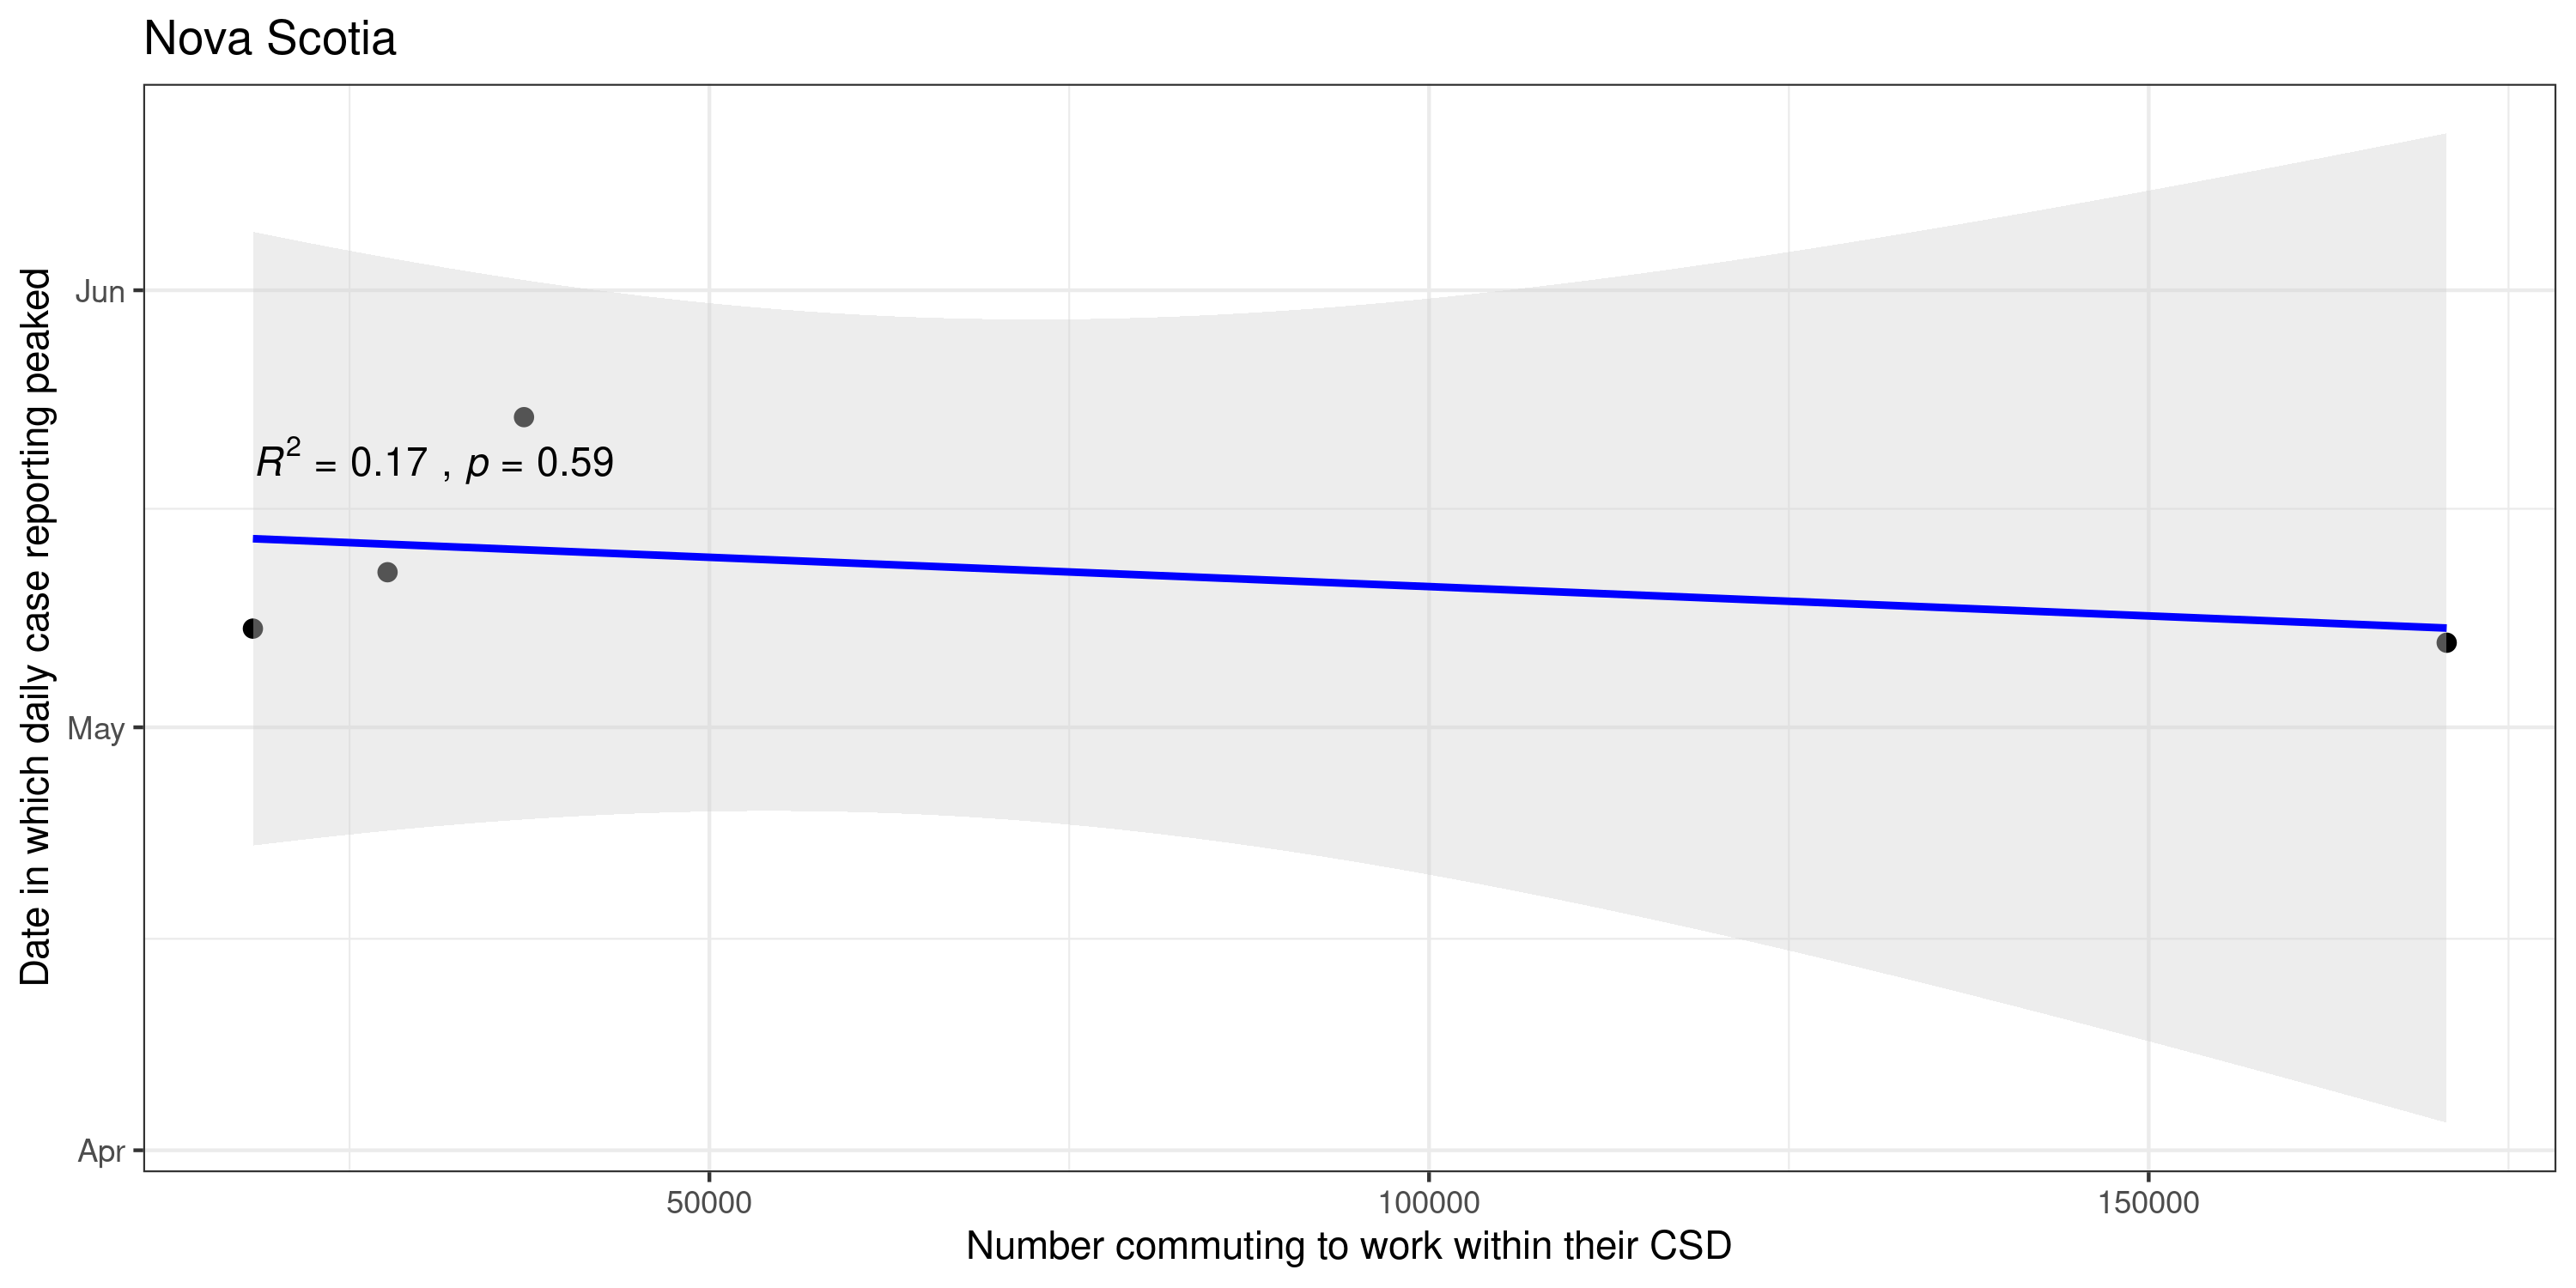 Nova Scotia
Date in which daily case reporting peaked
Jun
May
Apr
R² = 0.17 , p = 0.59
50000
100000
150000
Number commuting to work within their CSD